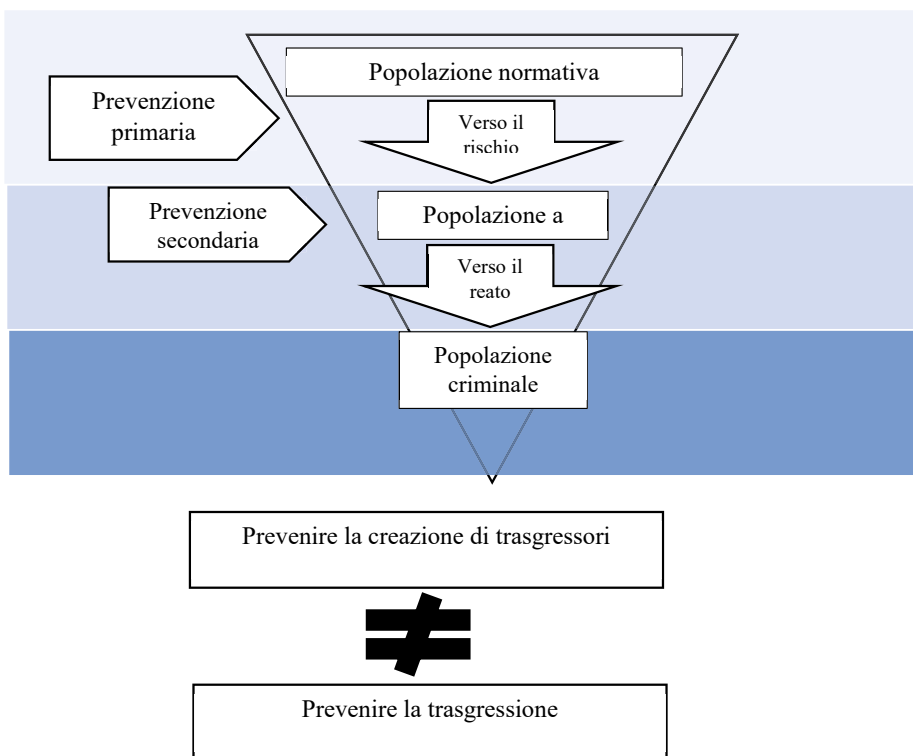 Popolazione normativa
Prevenzione
primaria
Verso il
rischio
Prevenzione
secondaria
Popolazione a
Verso il
reato
Popolazione
criminale
Prevenire la creazione di trasgressori
≠
Prevenire la trasgressione